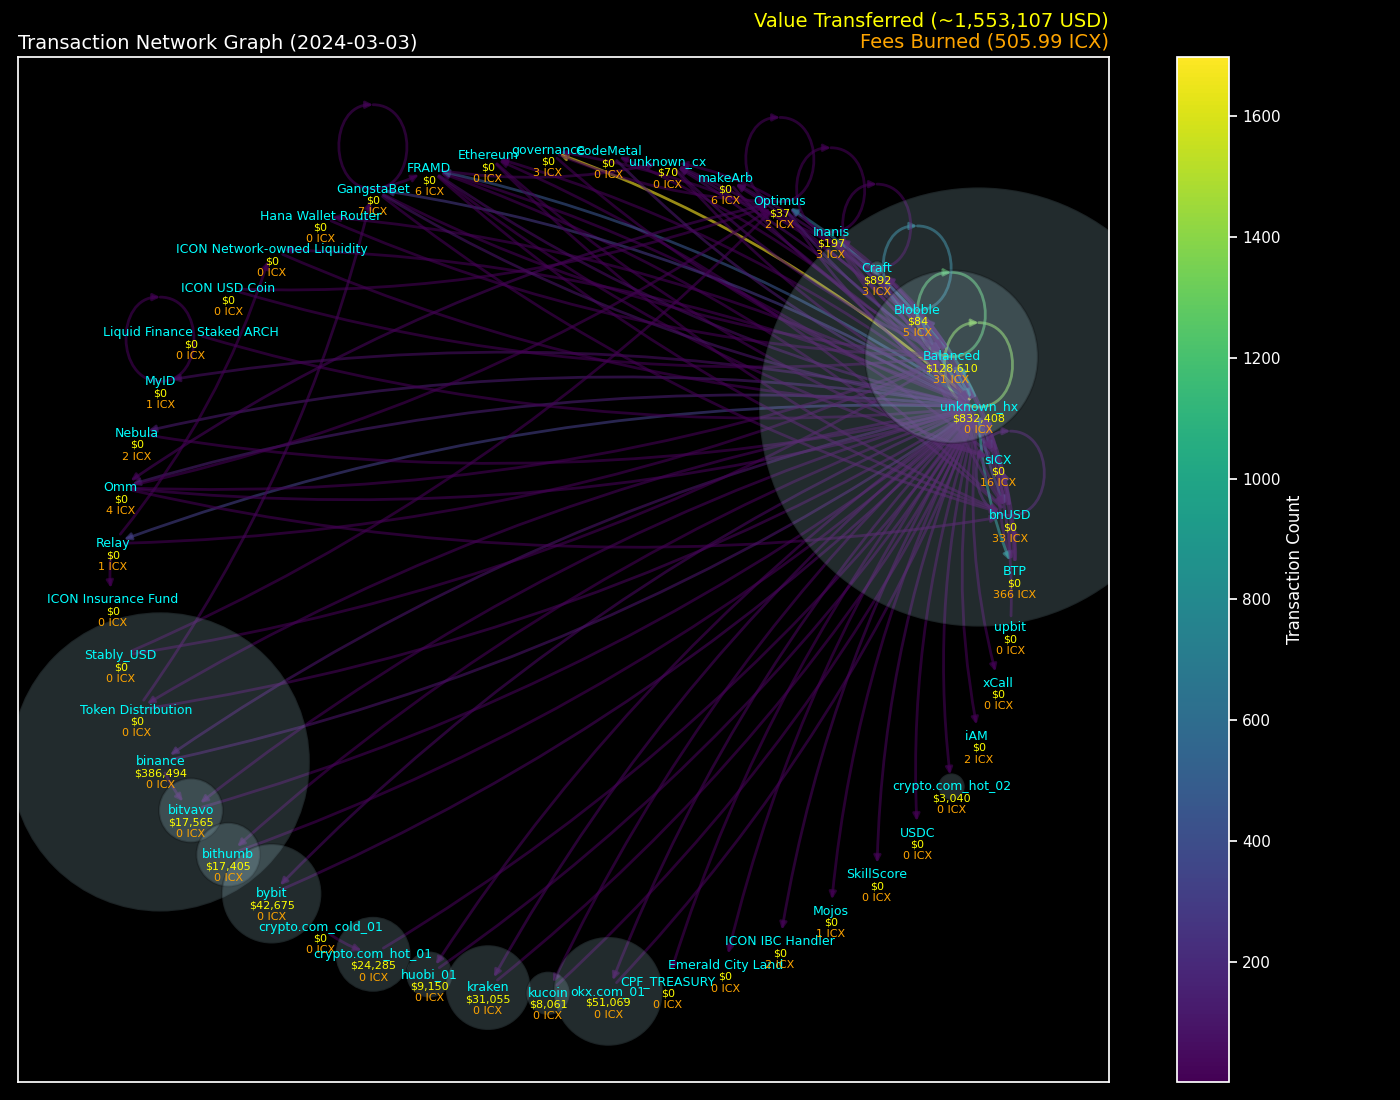 Value Transferred (~1,553,107 USD)
Transaction Network Graph (2024-03-03)
Fees Burned (505.99 ICX)
governance
$0
3 ICX
CodeMetal
$0
0 ICX
Ethereum
$0
0 ICX
unknown_cx
$70
0 ICX
FRAMD
$0
6 ICX
makeArb
$0
6 ICX
GangstaBet
$0
7 ICX
Optimus
$37
2 ICX
Hana Wallet Router
$0
0 ICX
Inanis
$197
3 ICX
ICON Network-owned Liquidity
$0
0 ICX
Craft
$892
3 ICX
ICON USD Coin
$0
0 ICX
Blobble
$84
5 ICX
Liquid Finance Staked ARCH
$0
0 ICX
Balanced
$128,610
31 ICX
MyID
$0
1 ICX
unknown_hx
$832,408
0 ICX
Nebula
$0
2 ICX
sICX
$0
16 ICX
Omm
$0
4 ICX
bnUSD
$0
33 ICX
Relay
$0
1 ICX
BTP
$0
366 ICX
ICON Insurance Fund
$0
0 ICX
upbit
$0
0 ICX
Stably_USD
$0
0 ICX
xCall
$0
0 ICX
Token Distribution
$0
0 ICX
iAM
$0
2 ICX
binance
$386,494
0 ICX
crypto.com_hot_02
$3,040
0 ICX
bitvavo
$17,565
0 ICX
USDC
$0
0 ICX
bithumb
$17,405
0 ICX
SkillScore
$0
0 ICX
bybit
$42,675
0 ICX
Mojos
$0
1 ICX
crypto.com_cold_01
$0
0 ICX
ICON IBC Handler
$0
ICX
crypto.com_hot_01
$24,285
0 ICX
Emerald City Land
$0
0 ICX
huobi_01
$9,150
0 ICX
CPF_TREASURY
$0
0 ICX
kraken
$31,055
0 ICX
kucoin
$8,061
0 ICX
okx.com_01
$51,069
0 ICX
1600
1400
1200
1000
800
600
400
200
Transaction Count